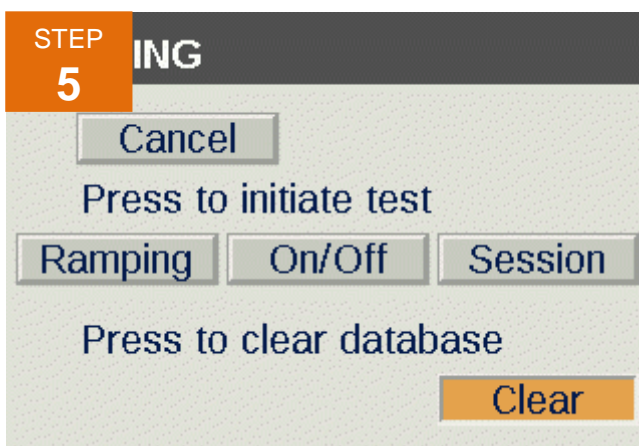 STEP
5
ING
Cancel
Press to initiate test
Ramping On/Off Session
Press to clear database
Clear